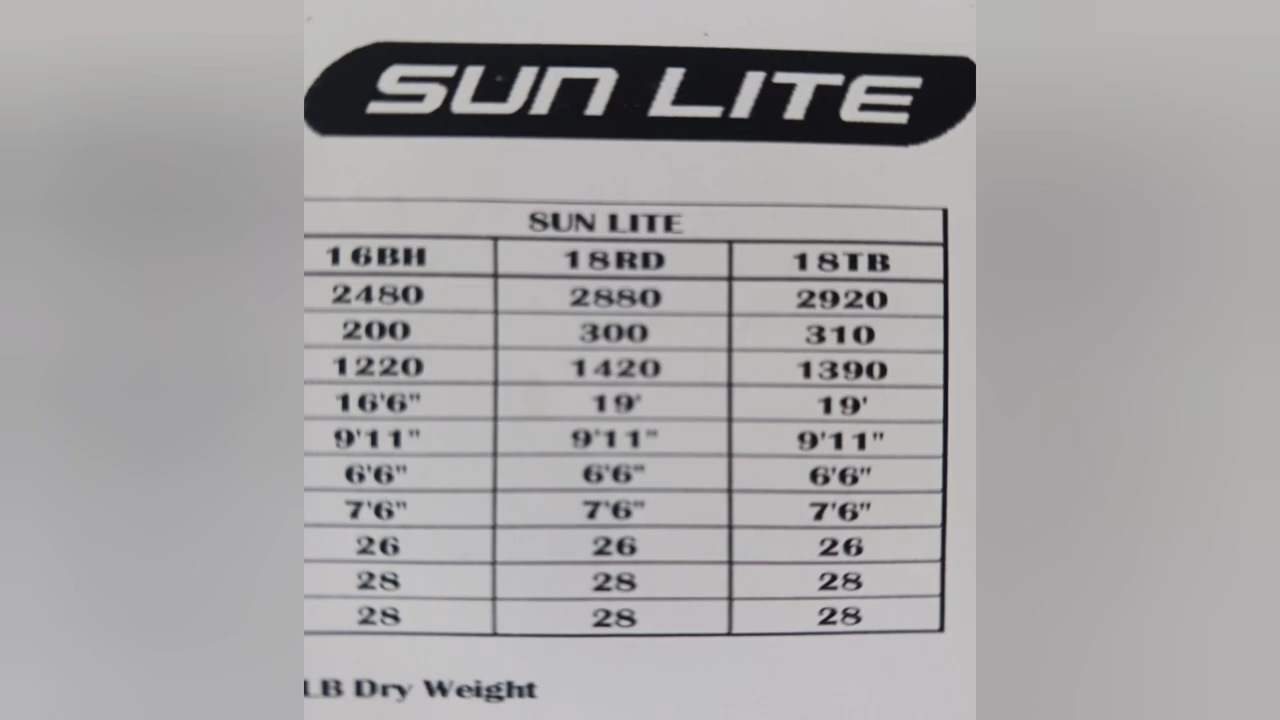 SUN LITE
SUN LITE
16BH 18RD 18TB
2480 2880 2920
200 300 310
1220 1420 1390
16'6" 19' 19'
9'11" 9'11" 9'11"
6'6" 6'6" 6'6"
7'6" 7'6" 7'6"
26 26 26
28 28 28
28 28 28
LB Dry Weight